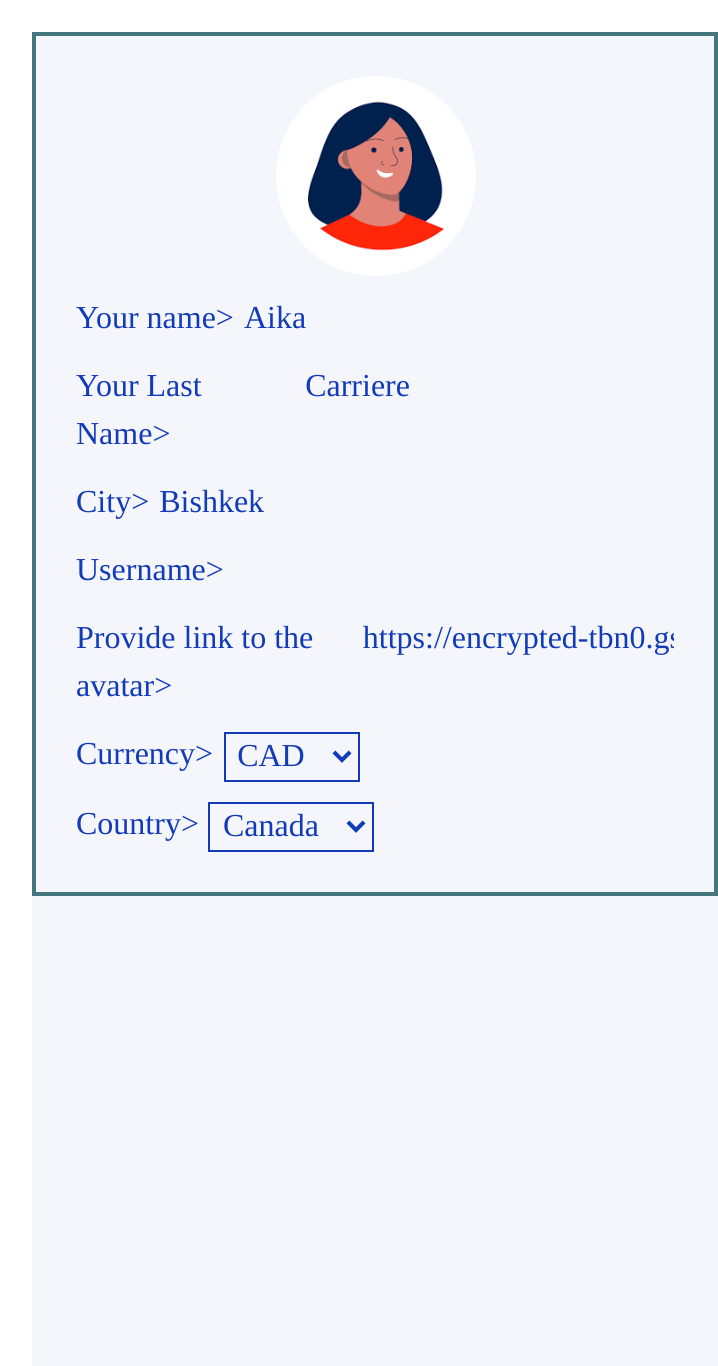 Your name> Aika
Your Last Carriere
Name>
City> Bishkek
Username>
Provide link to the https://encrypted-tbn0.gs
avatar>
Currency> CAD
Country> Canada